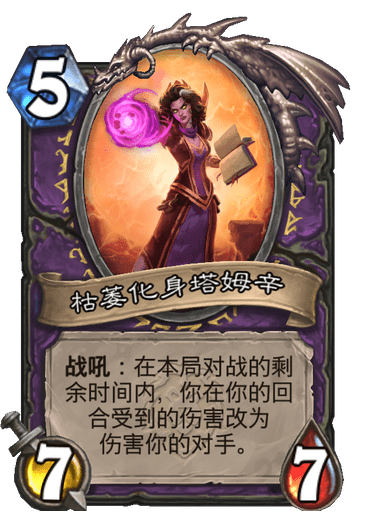 5
枯萎化身塔姆辛
战吼：在本局对战的剩
余时间内，你在你的回
合受到的伤害改为
伤害你的对手。
7
7